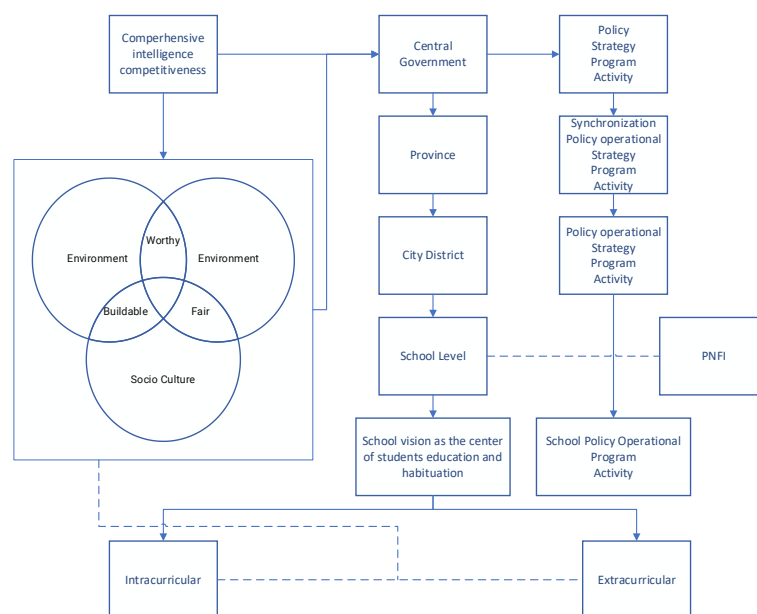 Comperhensive
intelligence
competitiveness
Central
Government
Policy
Strategy
Program
Activity
Province
Synchronization
Policy operational
Strategy
Program
Activity
Environment
Worthy
Environment
Buildable
Fair
Socio Culture
City District
Policy operational
Strategy
Program
Activity
School Level
PNFI
School vision as the center
of students education and
habituation
School Policy Operational
Program
Activity
Intracurricular
Extracurricular